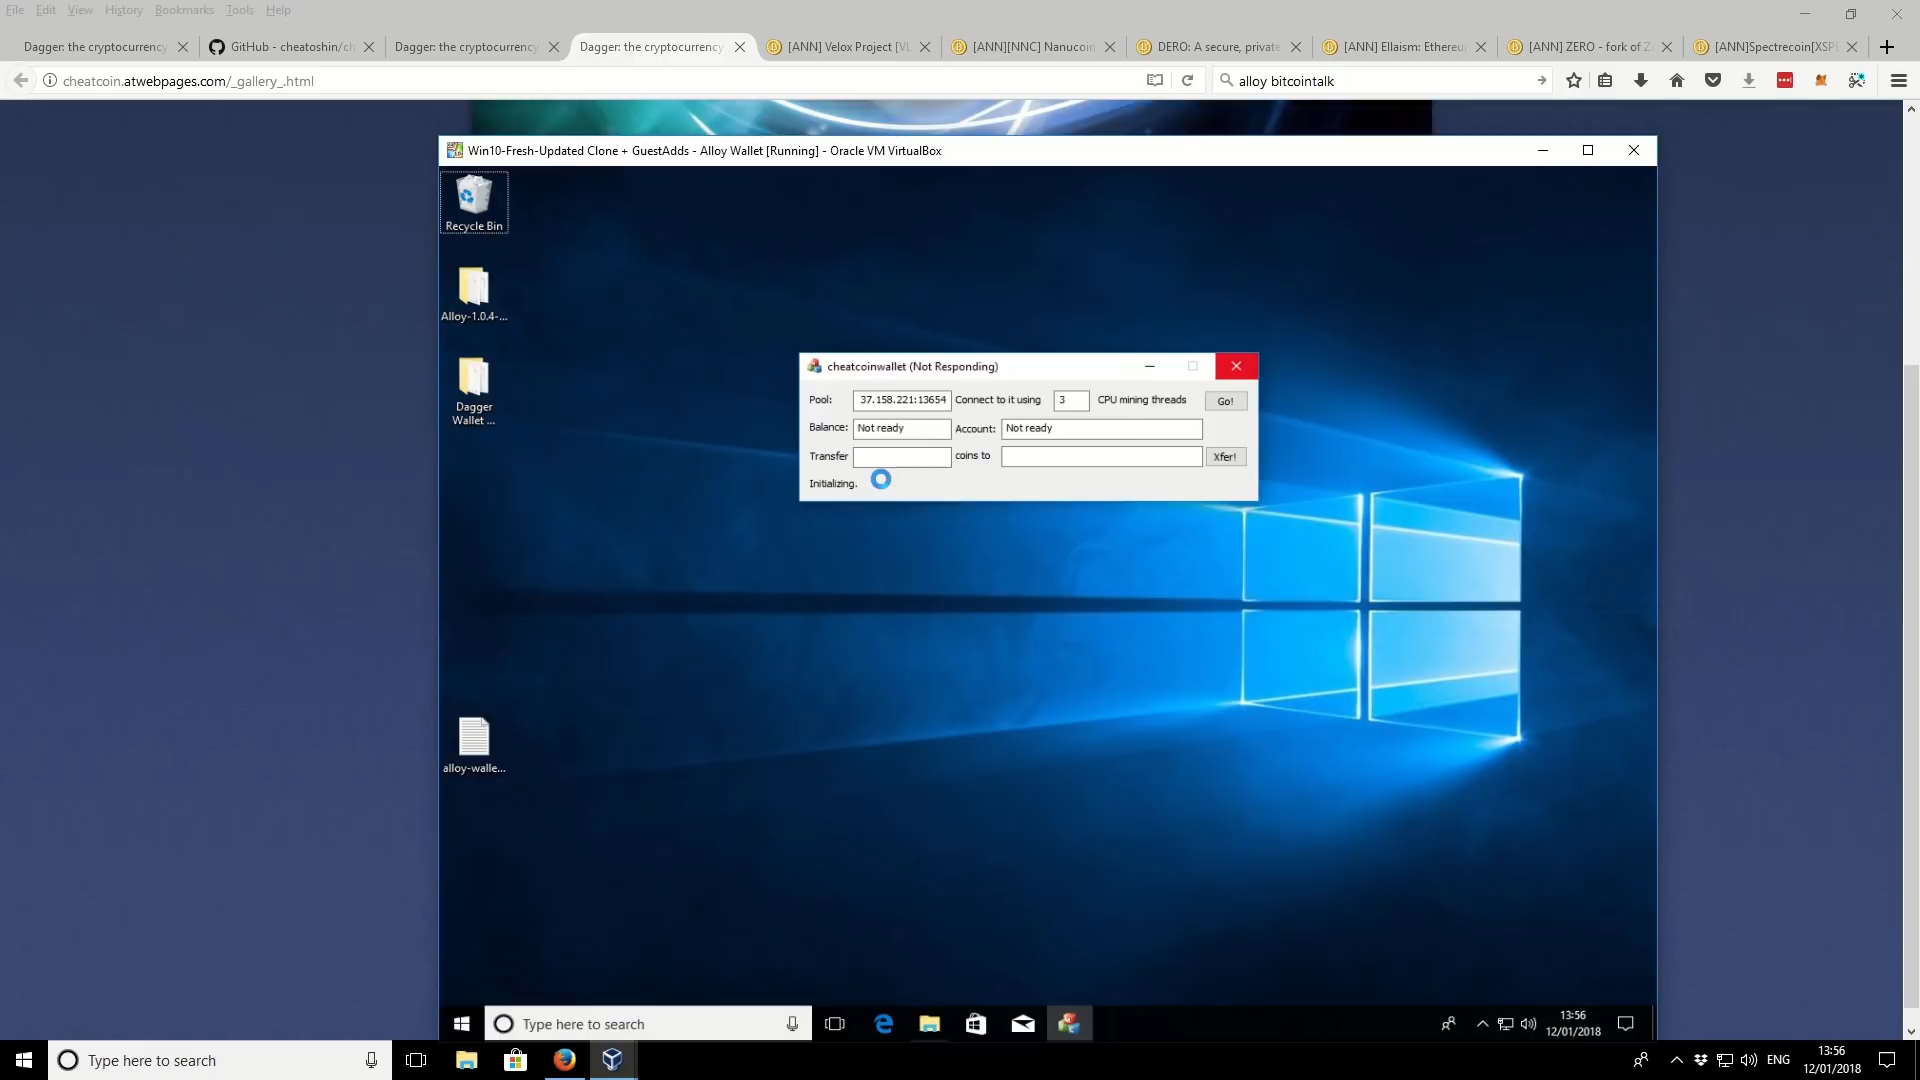 File Edit View History Bookmarks Tools Help
Dagger: the cryptocurrency
GitHub - cheatoshin/ch
Dagger: the cryptocurrency
Dagger: the cryptocurrency
[ANN] Velox Project [VL
[ANN][NNC] Nanucoin
DERO: A secure, private
[ANN] Ellaism: Ethereu
[ANN] ZERO - fork of Z
[ANN]Spectrecoin[XSPE
cheatcoin.atwebpages.com/_gallery_.html
alloy bitcointalk
Win10-Fresh-Updated Clone + GuestAdds - Alloy Wallet [Running] - Oracle VM VirtualBox
Recycle Bin
Alloy-1.0.4-...
Dagger
Wallet ...
cheatcoinwallet (Not Responding)
Pool: 37.158.221:13654 Connect to it using 3 CPU mining threads Go!
Balance: Not ready Account: Not ready
Transfer coins to Xfer!
Initializing.
alloy-walle...
Type here to search
13:56
12/01/2018
Type here to search
ENG
13:56
12/01/2018